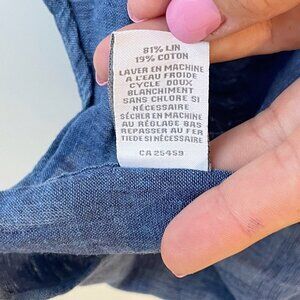 81% LIN
19% COTON
LAVER EN MACHINE
A L'EAU FROIDE
CYCLE DOUX
BLANCHIMENT
SANS CHLORE SI
NÉCESSAIRE
SÉCHER EN MACHINE
AU RÉGLAGE BAS
REPASSER AU FER
TIEDE SI NÉCESSAIRE
CA 25459